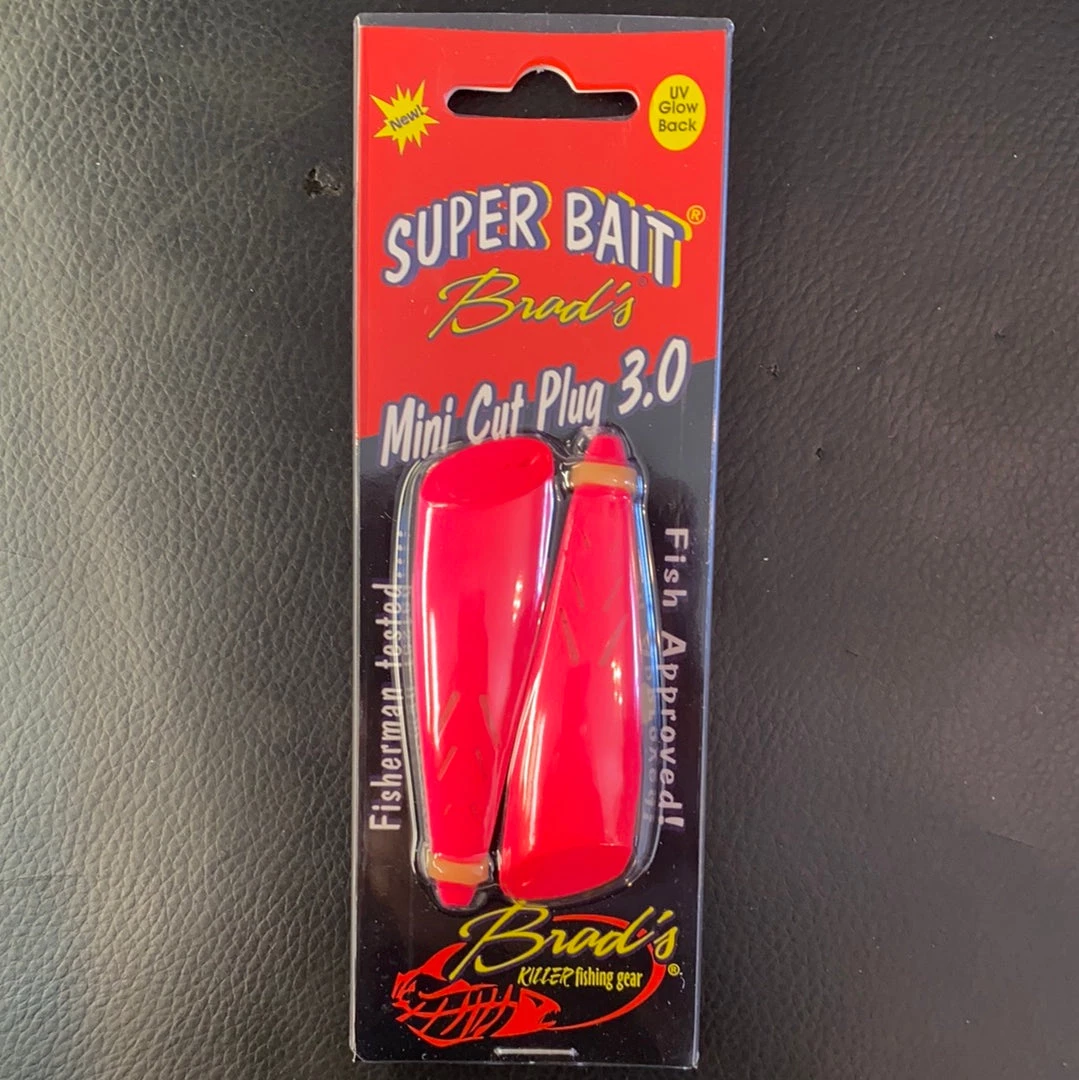 New!
UV
Glow
Back
SUPER BAIT®
Brad's
Mini Cut Plug 3.0
Fisherman tested.....
Fish Approved!
Brad's®
KILLER fishing gear